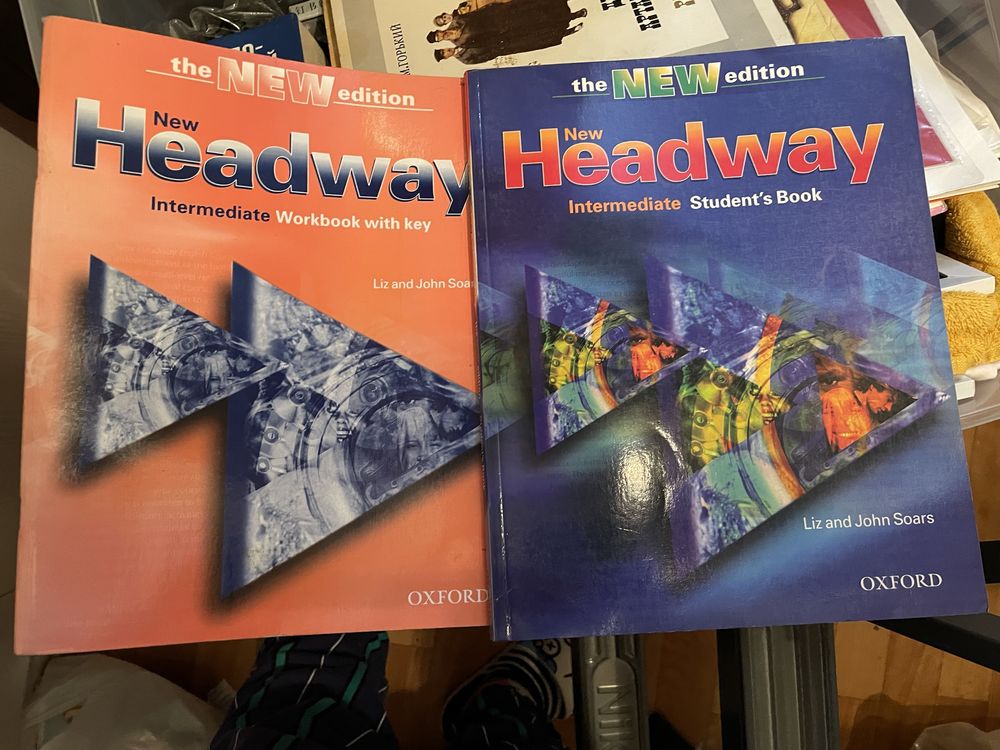 М.ГОРЬКИЙ
the NEW edition
New
Headway
Intermediate Workbook with key
Liz and John Soar
OXFORD
the NEW edition
New
Headway
Intermediate Student's Book
Liz and John Soars
OXFORD